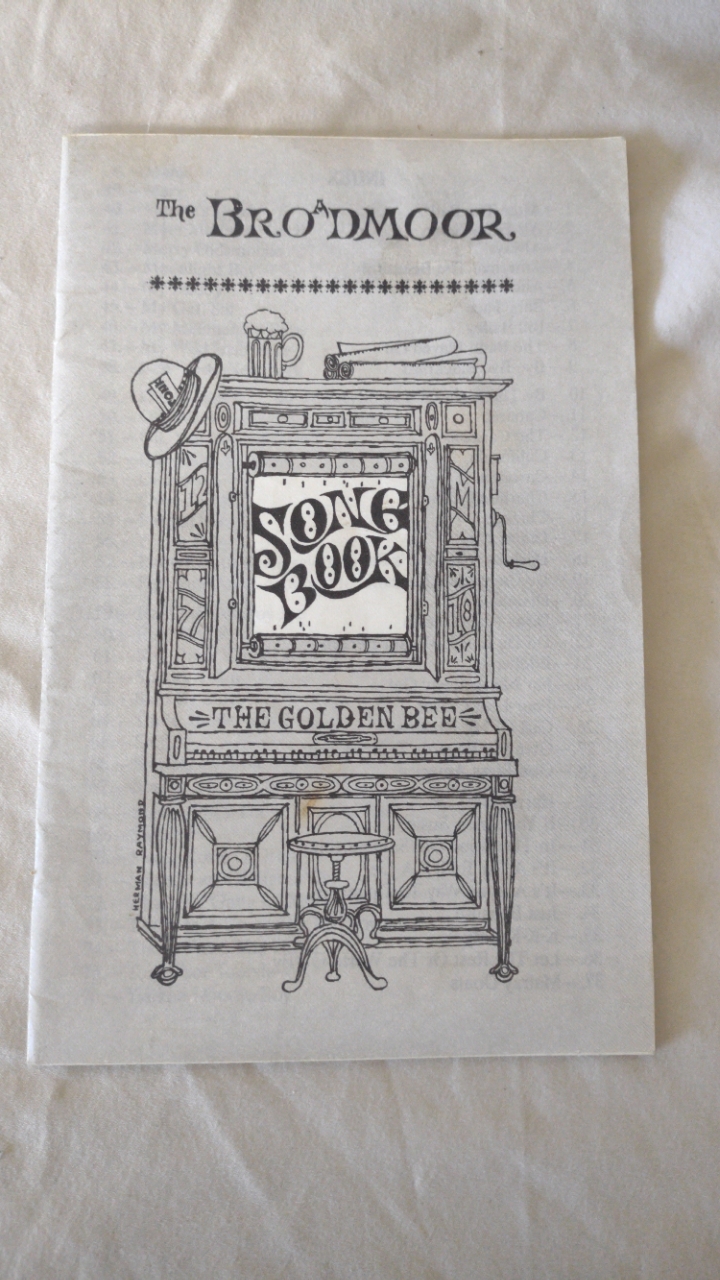 The BROADMOOR
SONG
BOOK
THE GOLDEN BEE
HERMAN RAYMOND